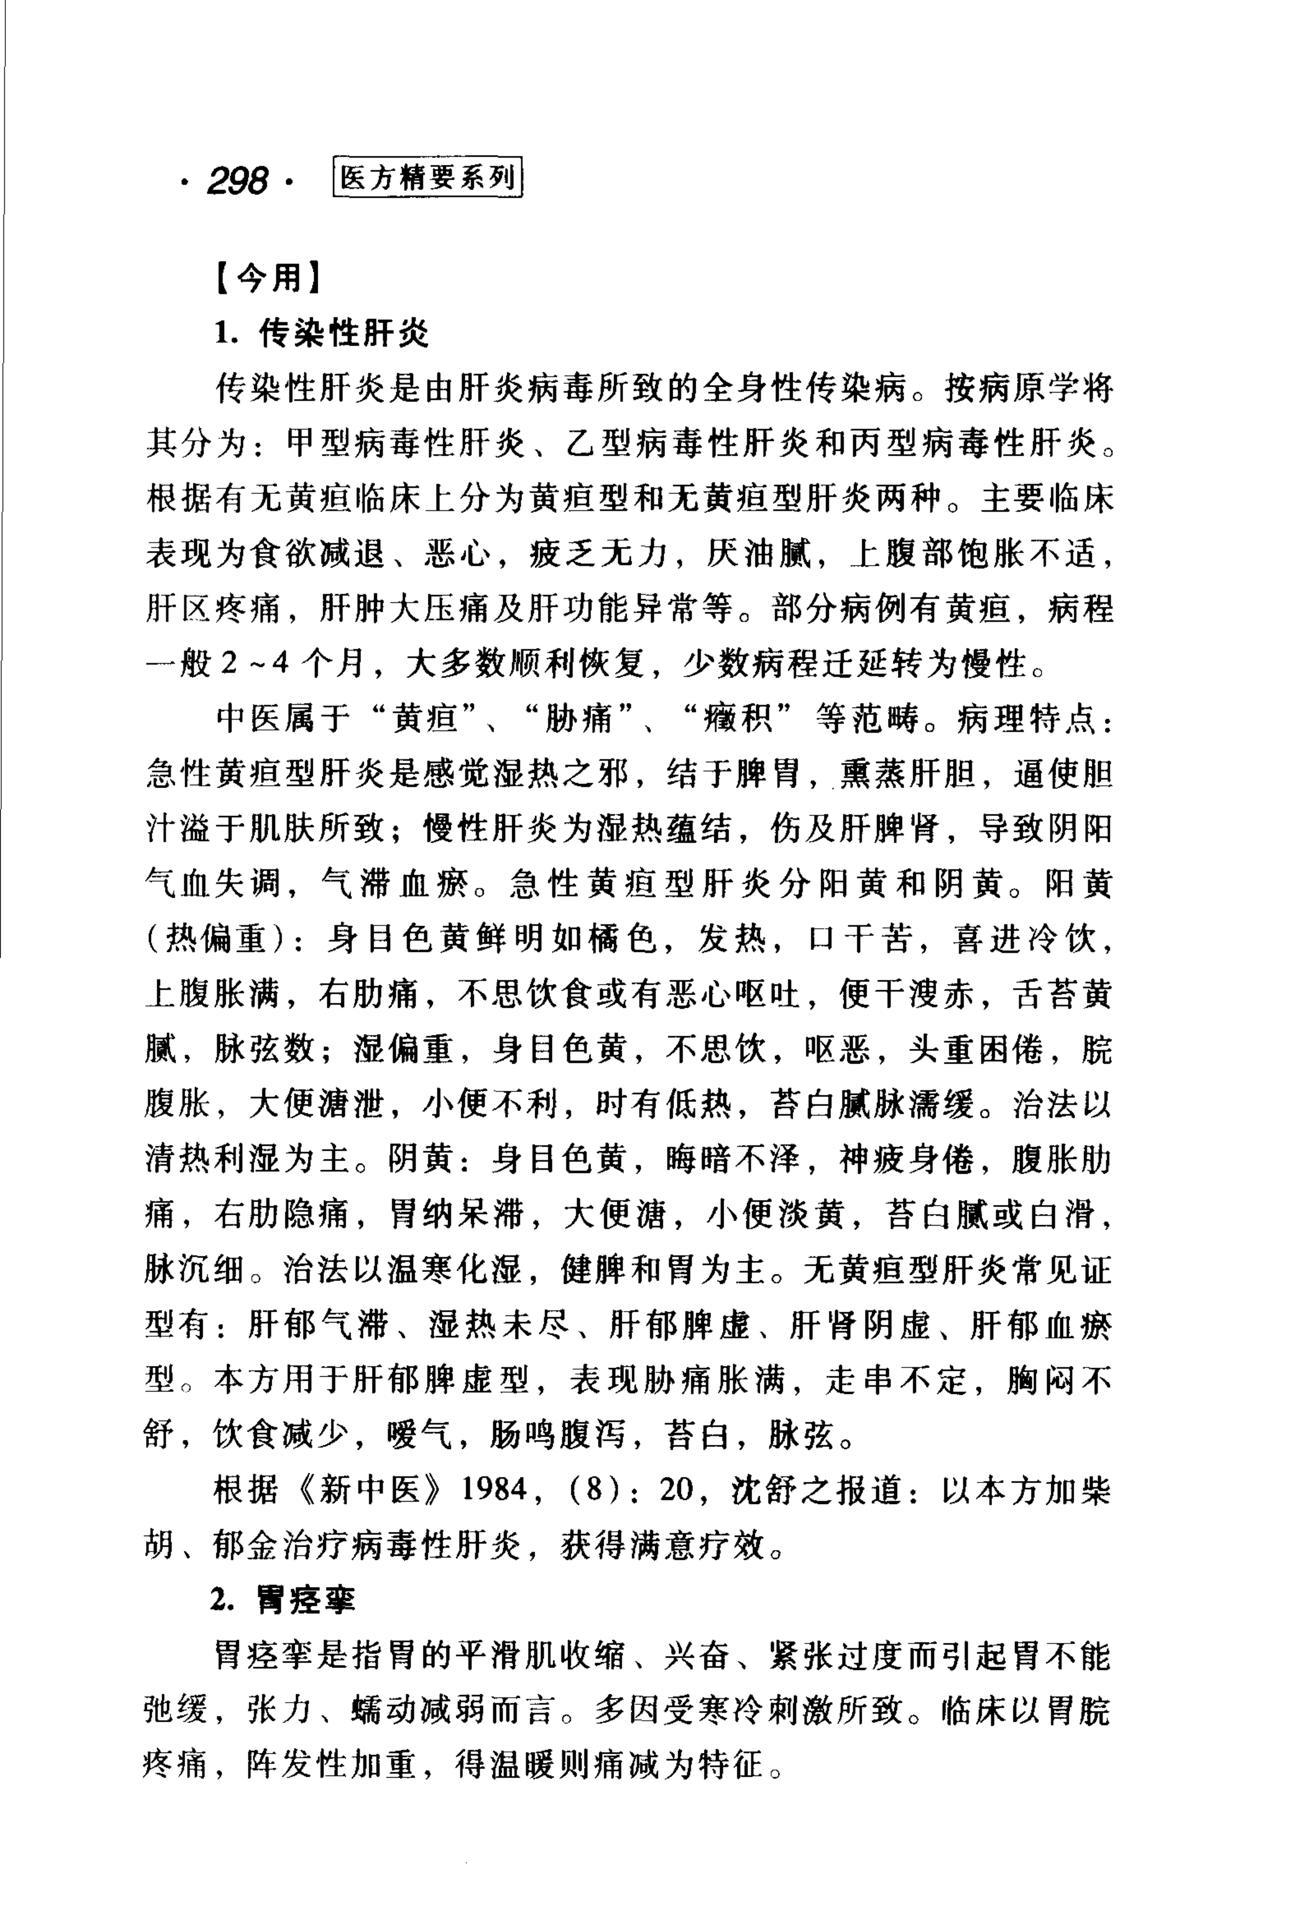 ·298· 医方精要系列
【今用】
1. 传染性肝炎
传染性肝炎是由肝炎病毒所致的全身性传染病。按病原学将
其分为：甲型病毒性肝炎、乙型病毒性肝炎和丙型病毒性肝炎。
根据有无黄疸临床上分为黄疸型和无黄疸型肝炎两种。主要临床
表现为食欲减退、恶心，疲乏无力，厌油腻，上腹部饱胀不适，
肝区疼痛，肝肿大压痛及肝功能异常等。部分病例有黄疸，病程
一般2～4个月，大多数顺利恢复，少数病程迁延转为慢性。
中医属于“黄疸”、“胁痛”、“癥积”等范畴。病理特点：
急性黄疸型肝炎是感觉湿热之邪，结于脾胃，熏蒸肝胆，逼使胆
汁溢于肌肤所致；慢性肝炎为湿热蕴结，伤及肝脾肾，导致阴阳
气血失调，气滞血瘀。急性黄疸型肝炎分阳黄和阴黄。阳黄
（热偏重）：身目色黄鲜明如橘色，发热，口干苦，喜进冷饮，
上腹胀满，右肋痛，不思饮食或有恶心呕吐，便干溲赤，舌苔黄
腻，脉弦数；湿偏重，身目色黄，不思饮，呕恶，头重困倦，脘
腹胀，大便溏泄，小便不利，时有低热，苔白腻脉濡缓。治法以
清热利湿为主。阴黄：身目色黄，晦暗不泽，神疲身倦，腹胀肋
痛，右肋隐痛，胃纳呆滞，大便溏，小便淡黄，苔白腻或白滑，
脉沉细。治法以温寒化湿，健脾和胃为主。无黄疸型肝炎常见证
型有：肝郁气滞、湿热未尽、肝郁脾虚、肝肾阴虚、肝郁血瘀
型。本方用于肝郁脾虚型，表现胁痛胀满，走串不定，胸闷不
舒，饮食减少，嗳气，肠鸣腹泻，苔白，脉弦。
根据《新中医》1984，（8）：20，沈舒之报道：以本方加柴
胡、郁金治疗病毒性肝炎，获得满意疗效。
2. 胃痉挛
胃痉挛是指胃的平滑肌收缩、兴奋、紧张过度而引起胃不能
弛缓，张力、蠕动减弱而言。多因受寒冷刺激所致。临床以胃脘
疼痛，阵发性加重，得温暖则痛减为特征。